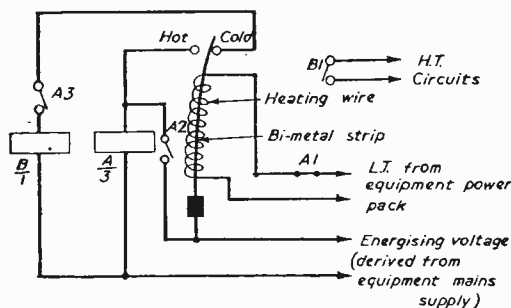 Hot Cold
B1
H.T.
Circuits
A3
Heating wire
A2
Bi-metal strip
B/1
A/3
A1
L.T. from
equipment power
pack
Energising voltage
(derived from
equipment mains
supply)